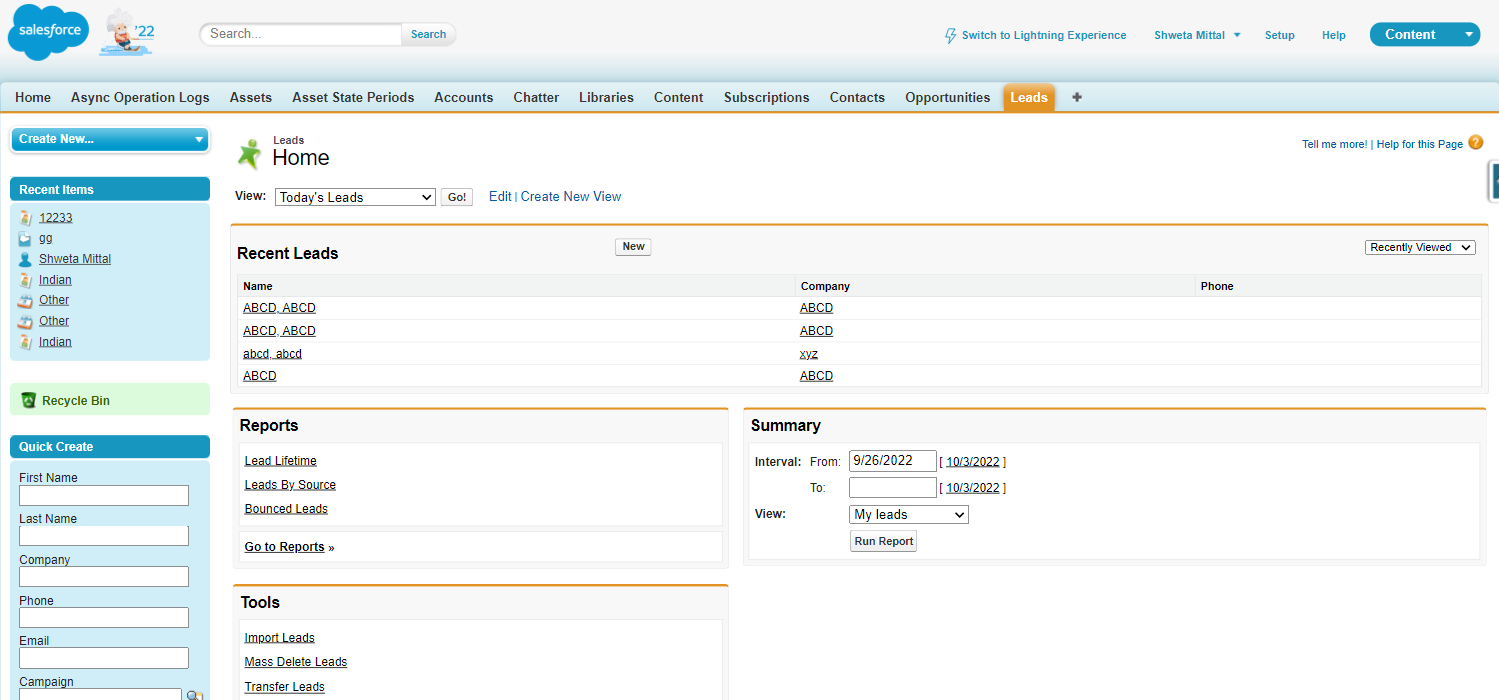 salesforce
'22
Search...
Search
Switch to Lightning Experience
Shweta Mittal
Setup
Help
Content
Home Async Operation Logs Assets Asset State Periods Accounts Chatter Libraries Content Subscriptions Contacts Opportunities Leads +
Create New...
Recent Items
12233
gg
Shweta Mittal
Indian
Other
Other
Indian
Recycle Bin
Quick Create
First Name
Last Name
Company
Phone
Email
Campaign
Leads
Home
Tell me more! | Help for this Page ?
View: Today's Leads Go! Edit | Create New View
Recent Leads New Recently Viewed
Name Company Phone
ABCD, ABCD ABCD
ABCD, ABCD ABCD
abcd, abcd xyz
ABCD ABCD
Reports
Lead Lifetime
Leads By Source
Bounced Leads
Go to Reports »
Summary
Interval: From: 9/26/2022 [ 10/3/2022 ]
To: [ 10/3/2022 ]
View: My leads
Run Report
Tools
Import Leads
Mass Delete Leads
Transfer Leads